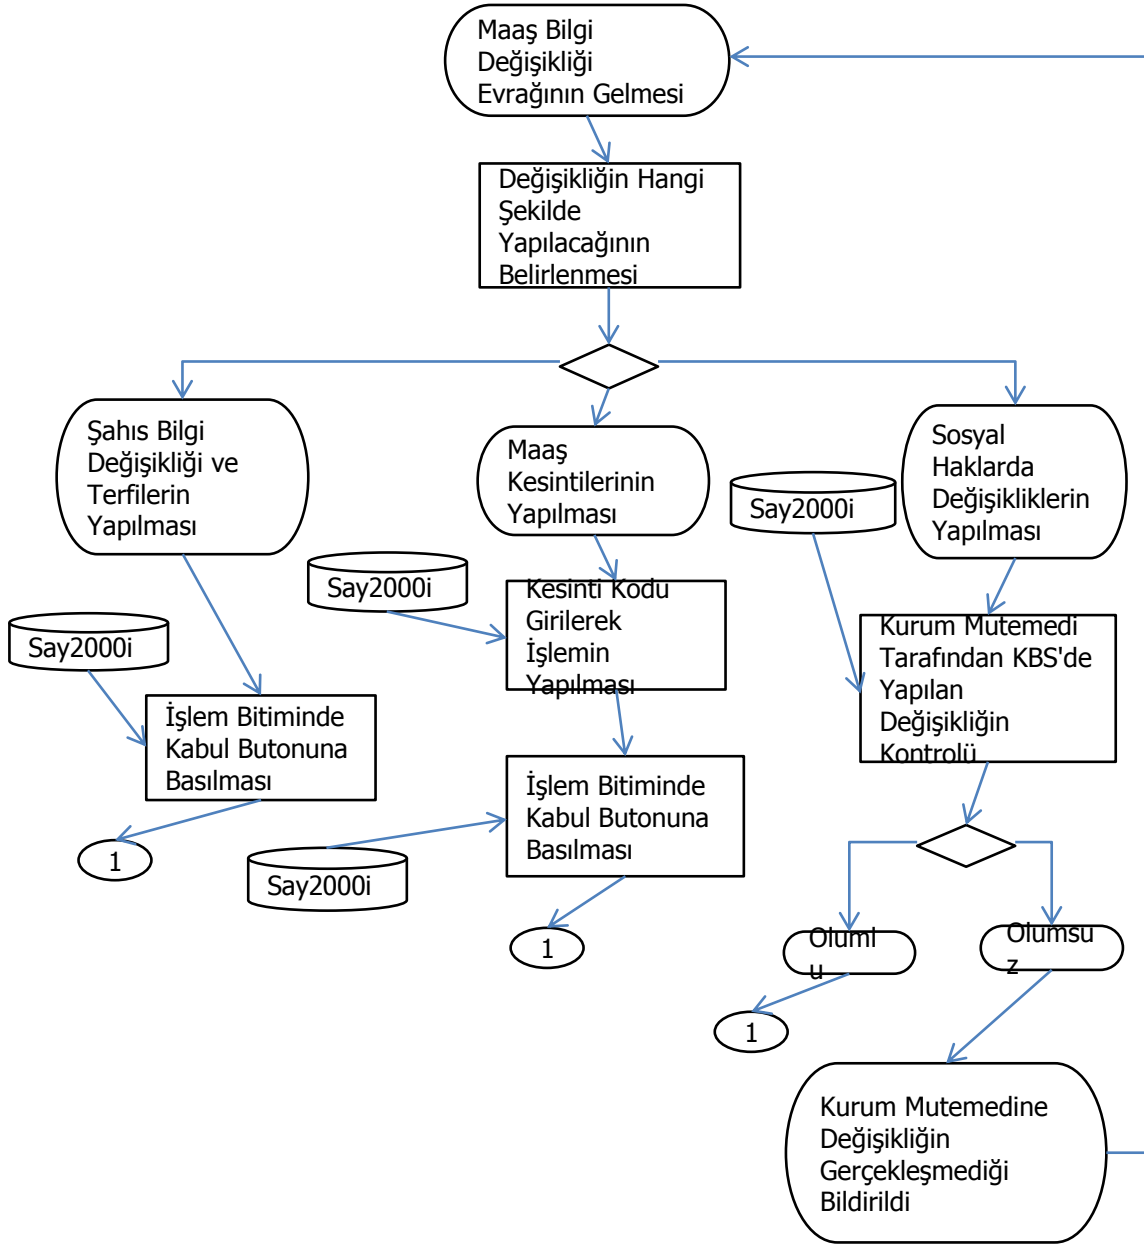 Maaş Bilgi
Değişikliği
Evrağının Gelmesi
Değişikliğin Hangi
Şekilde
Yapılacağının
Belirlenmesi
Şahıs Bilgi
Değişikliği ve
Terfilerin
Yapılması
Maaş
Kesintilerinin
Yapılması
Sosyal
Haklarda
Değişikliklerin
Yapılması
Say2000i
Say2000i
Kesinti Kodu
Girilerek
İşlemin
Yapılması
Say2000i
Kurum Mutemedi
Tarafından KBS'de
Yapılan
Değişikliğin
Kontrolü
İşlem Bitiminde
Kabul Butonuna
Basılması
İşlem Bitiminde
Kabul Butonuna
Basılması
1
Say2000i
1
Oluml
u
Olumsu
z
1
Kurum Mutemedine
Değişikliğin
Gerçekleşmediği
Bildirildi